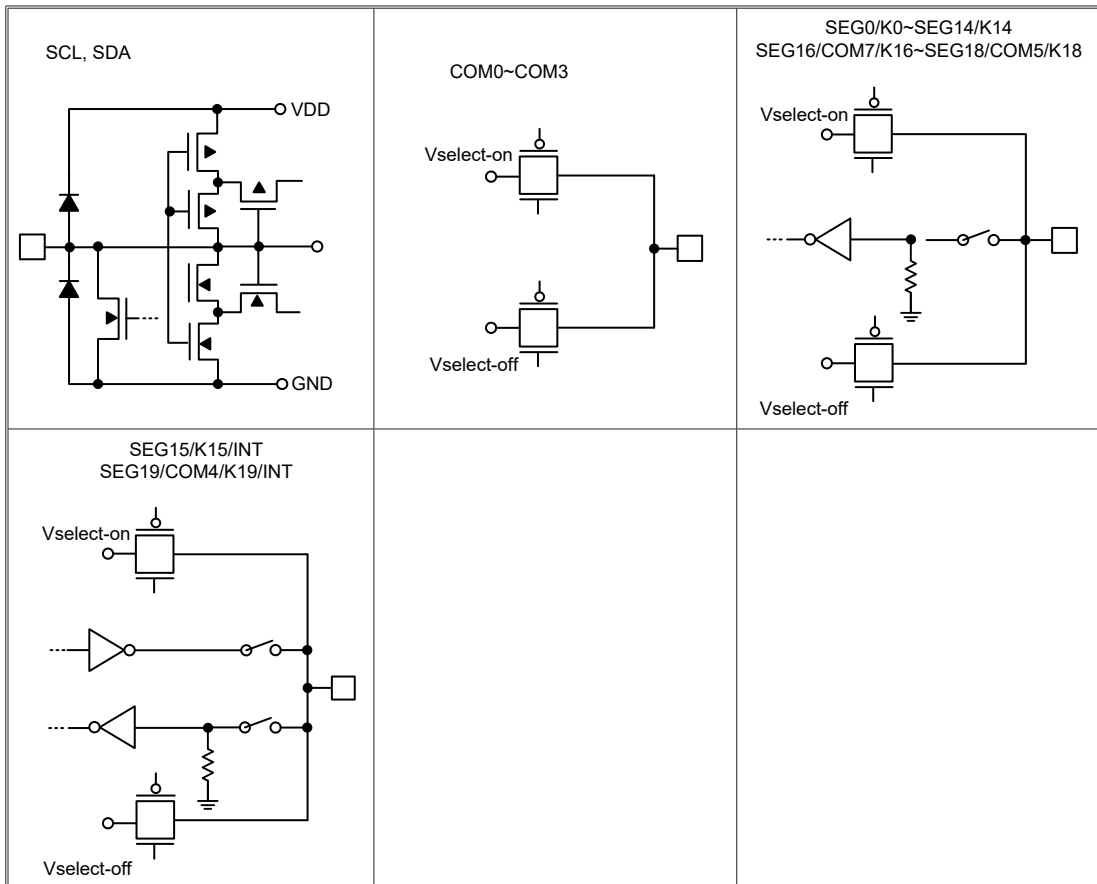 SCL, SDA
VDD
GND
COM0~COM3
Vselect-on
Vselect-off
SEG0/K0~SEG14/K14
SEG16/COM7/K16~SEG18/COM5/K18
Vselect-on
Vselect-off
SEG15/K15/INT
SEG19/COM4/K19/INT
Vselect-on
Vselect-off